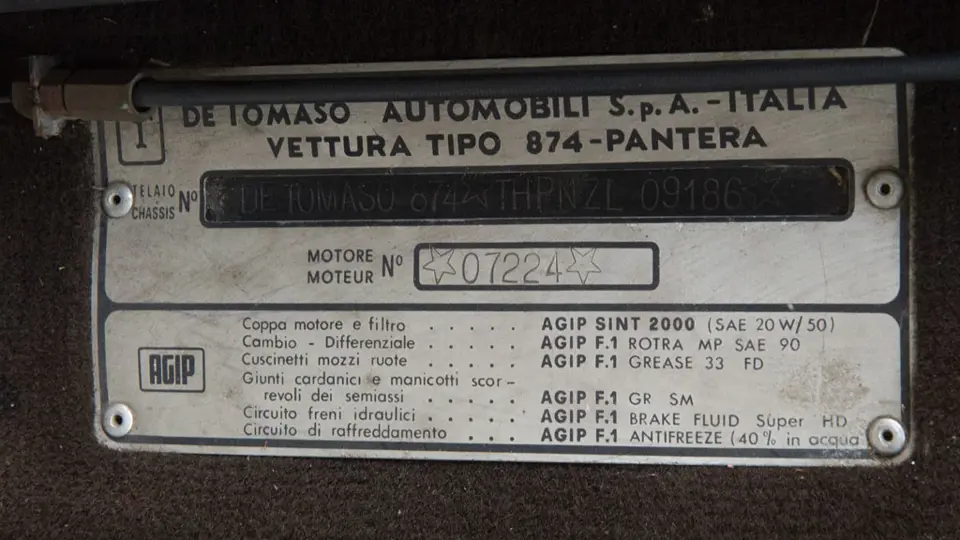 DE TOMASO AUTOMOBILI S.p.A.-ITALIA
VETTURA TIPO 874-PANTERA
TELAIO
CHASSIS Nº DE TOMASO 874☆THPNZL 09186☆
MOTORE
MOTEUR Nº ☆07224☆
Coppa motore e filtro ..... AGIP SINT 2000 (SAE 20 W/50)
Cambio - Differenziale ..... AGIP F.1 ROTRA MP SAE 90
AGIP
Cuscinetti mozzi ruote ..... AGIP F.1 GREASE 33 FD
Giunti cardanici e manicotti scor-
revoli dei semiassi ..... AGIP F.1 GR SM
Circuito freni idraulici ..... AGIP F.1 BRAKE FLUID Super HD
Circuito di raffreddamento ... AGIP F.1 ANTIFREEZE (40% in acqua